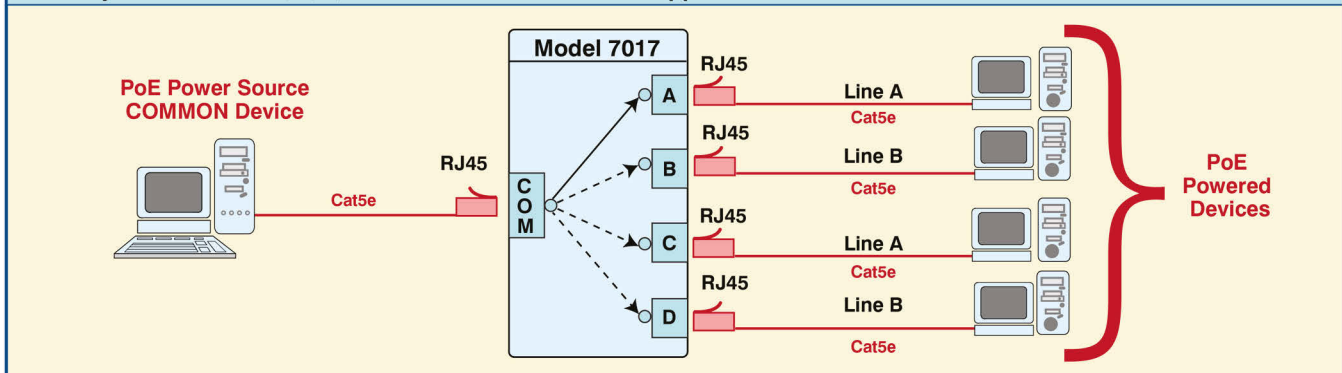 Model 7017
PoE Power Source
COMMON Device
RJ45
Cat5e
COM
A
RJ45
Line A
Cat5e
B
RJ45
Line B
Cat5e
C
RJ45
Line A
Cat5e
D
RJ45
Line B
Cat5e
PoE
Powered
Devices